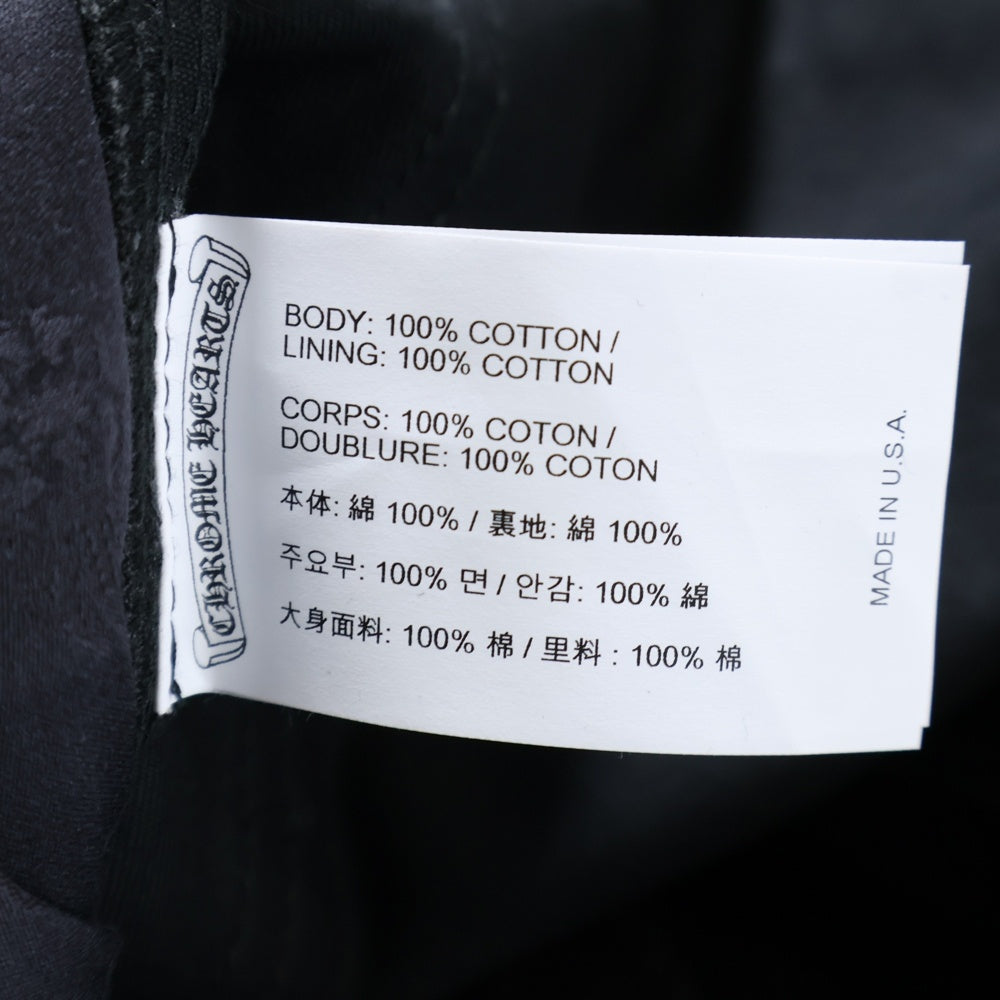 CHROME HEARTS
BODY: 100% COTTON /
LINING: 100% COTTON
CORPS: 100% COTON /
DOUBLURE: 100% COTON
本体: 綿 100% / 裏地: 綿 100%
주요부: 100% 면 / 안감: 100% 綿
大身面料: 100% 棉 / 里料 : 100% 棉
MADE IN U.S.A.